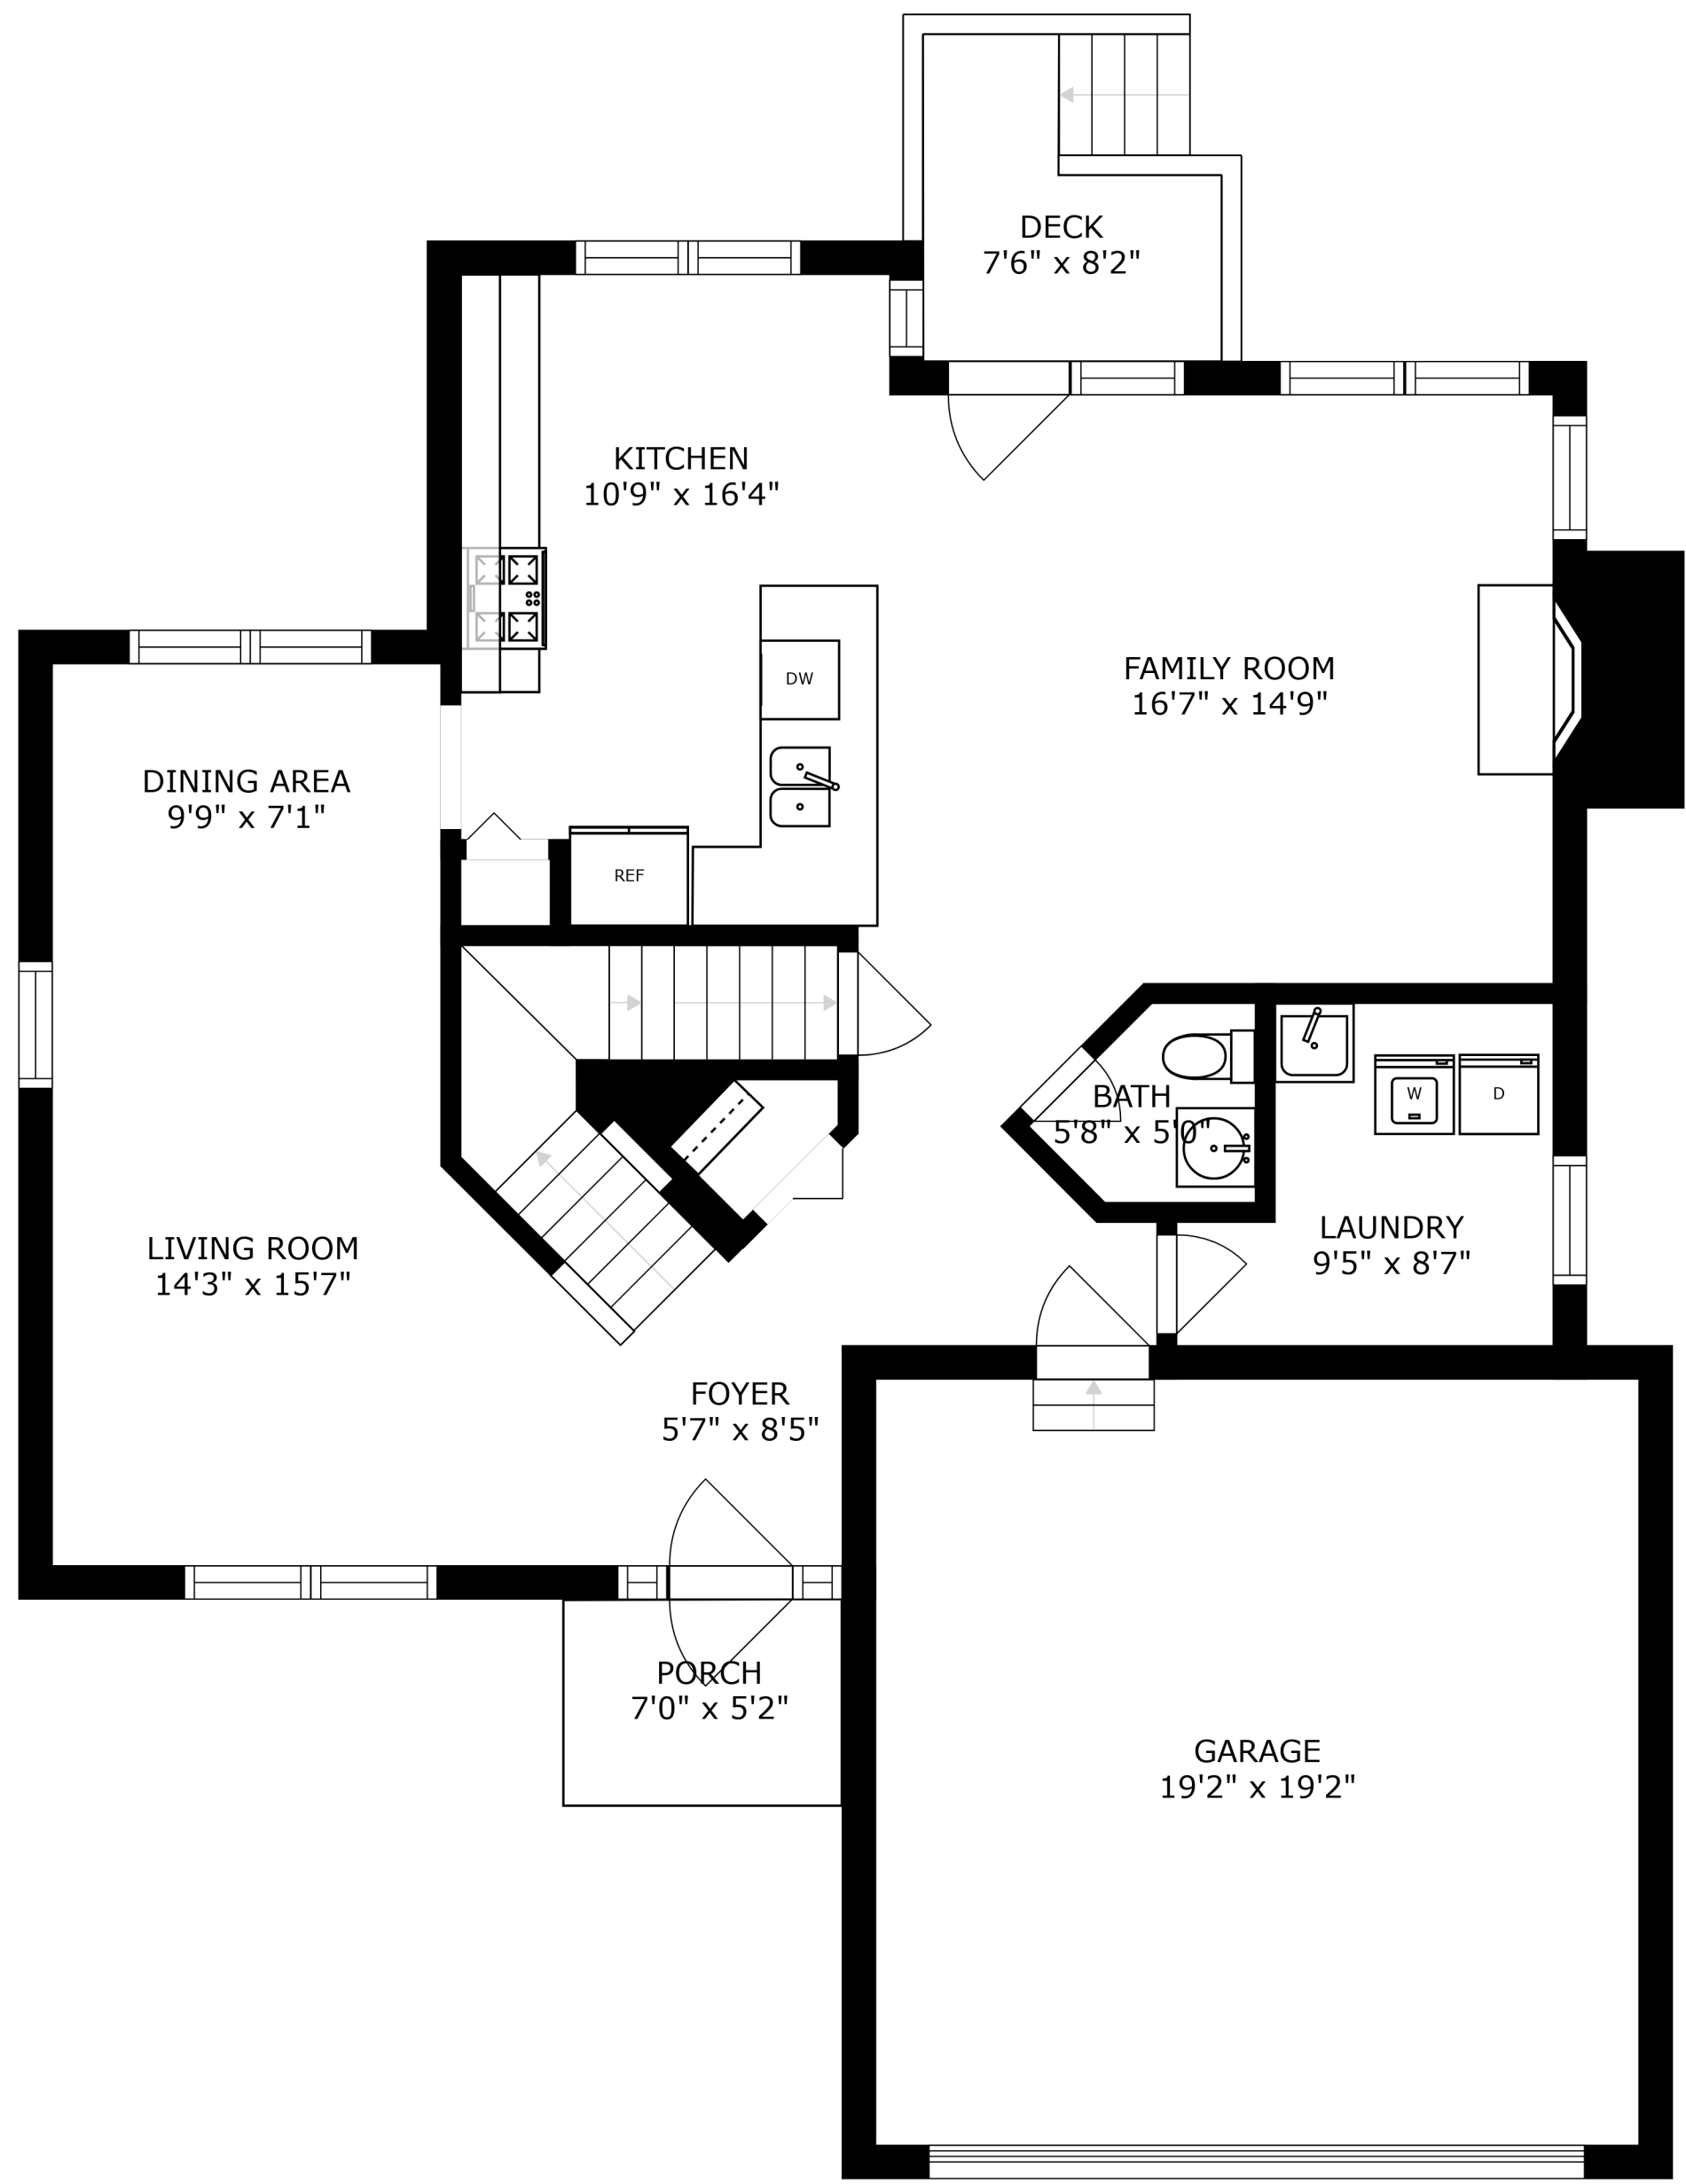 DECK
7'6" x 8'2"
KITCHEN
10'9" x 16'4"
FAMILY ROOM
16'7" x 14'9"
DW
DINING AREA
9'9" x 7'1"
REF
BATH
5'8" x 5'0"
W
D
LAUNDRY
9'5" x 8'7"
LIVING ROOM
14'3" x 15'7"
FOYER
5'7" x 8'5"
PORCH
7'0" x 5'2"
GARAGE
19'2" x 19'2"